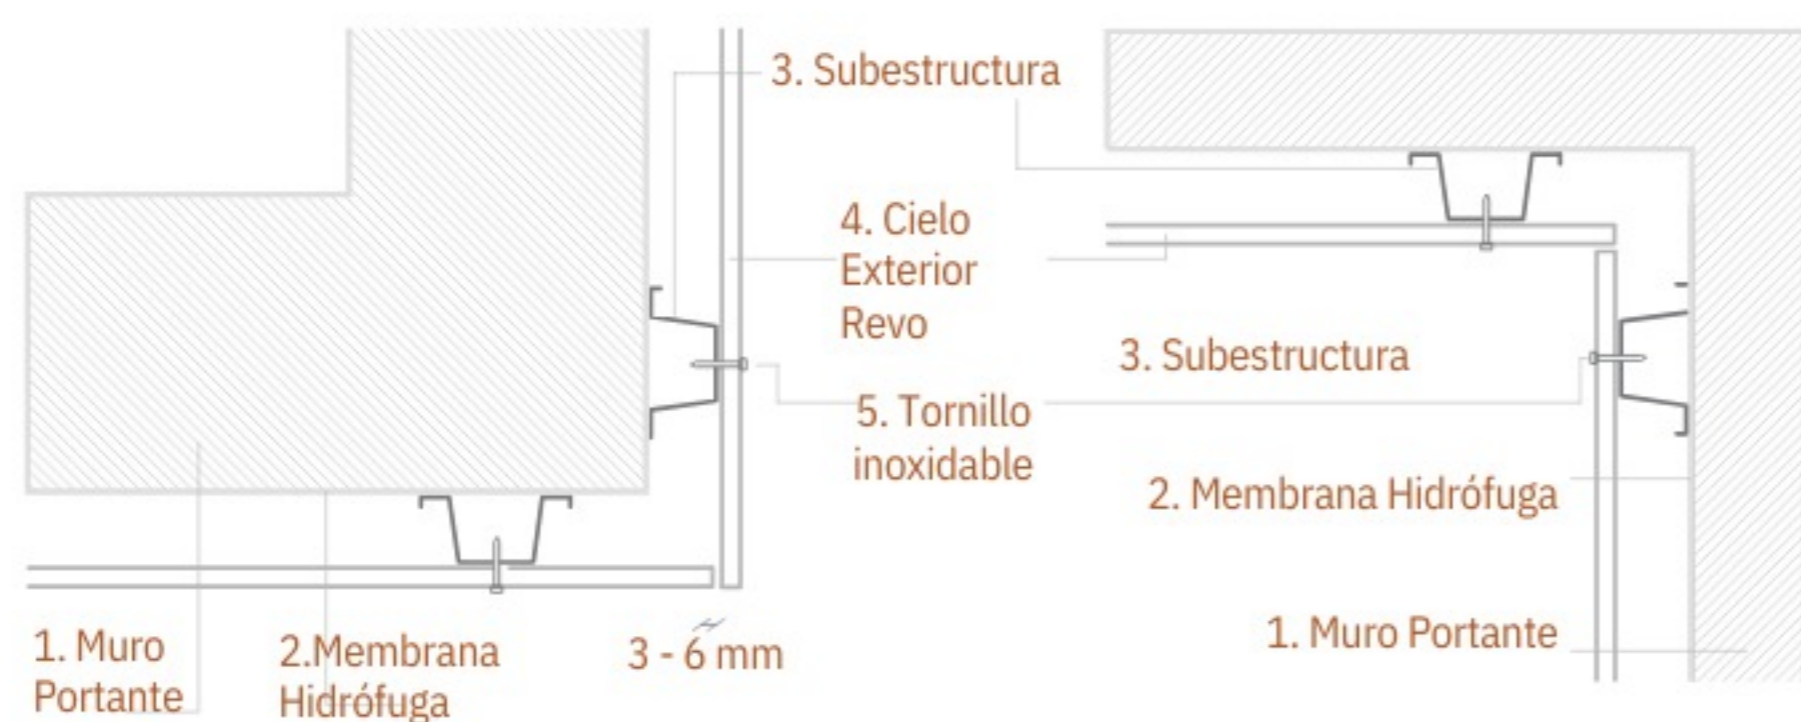 3. Subestructura
4. Cielo
Exterior
Revo
3. Subestructura
5. Tornillo
inoxidable
2. Membrana Hidrófuga
1. Muro Portante
1. Muro
Portante
2.Membrana
Hidrófuga
3 - 6 mm